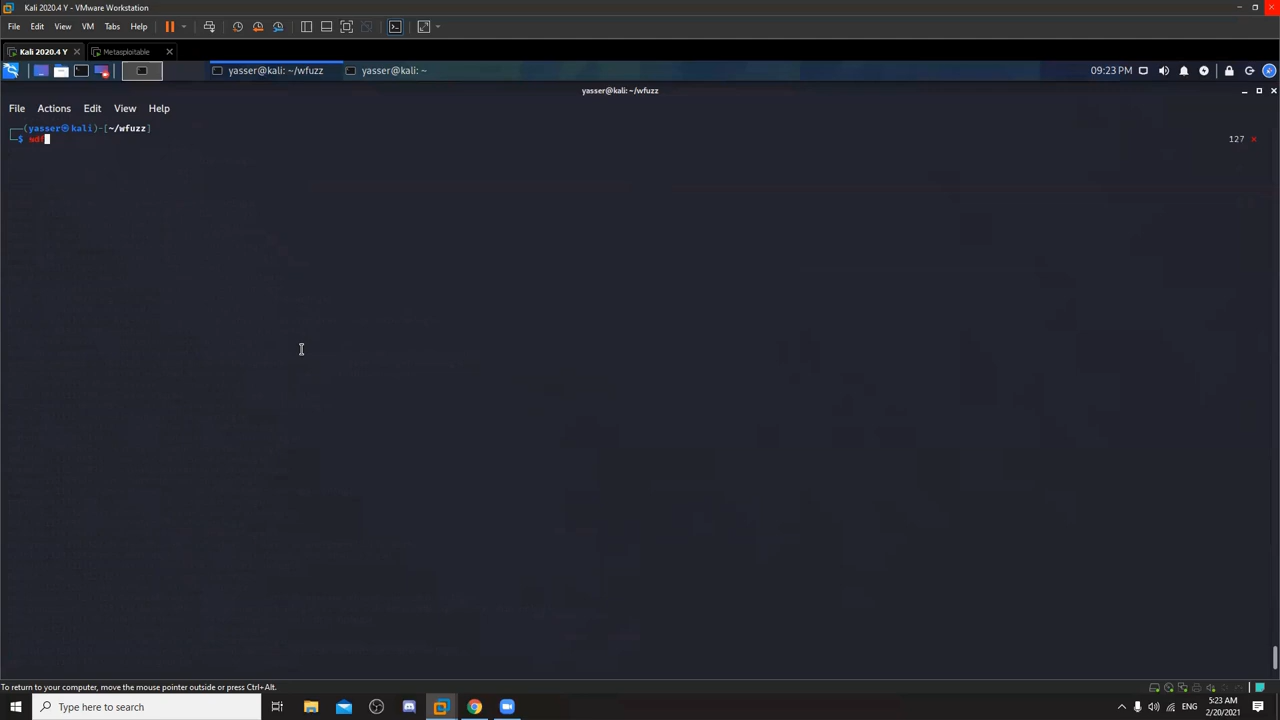 Kali 2020.4 Y - VMware Workstation
File Edit View VM Tabs Help
Kali 2020.4 Y Metasploitable
yasser@kali: ~/wfuzz yasser@kali: ~ 09:23 PM
yasser@kali: ~/wfuzz
File Actions Edit View Help
┌──(yasser㉿kali)-[~/wfuzz]
└─$ 127 ×
To return to your computer, move the mouse pointer outside or press Ctrl+Alt.
Type here to search
ENG
5:23 AM
2/20/2021